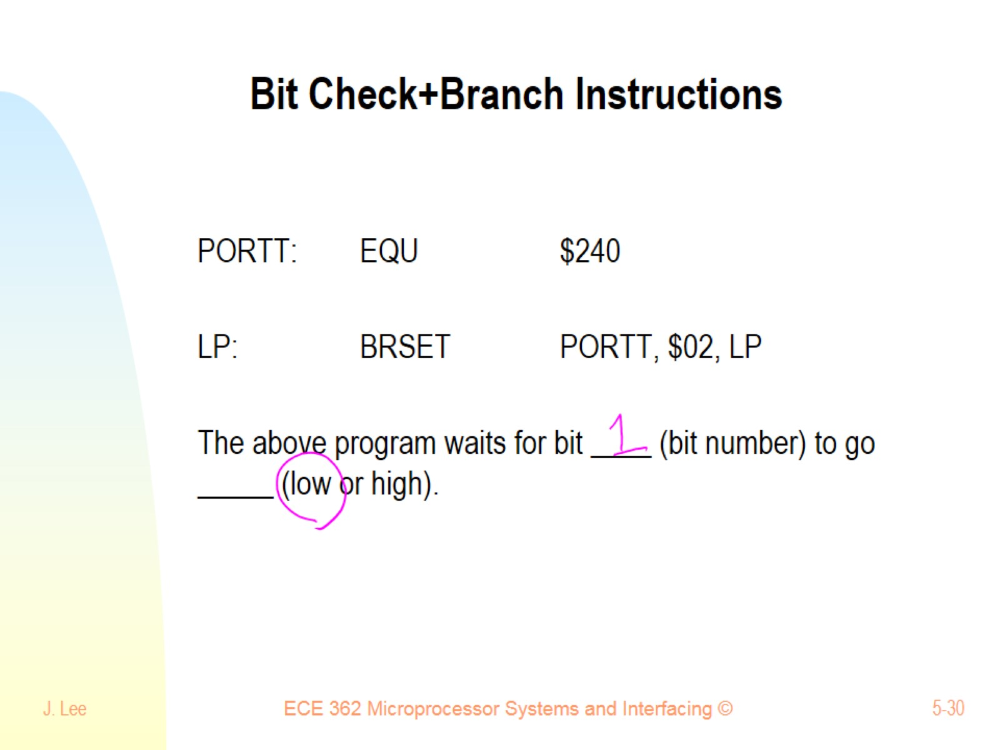 Bit Check+Branch Instructions
PORTT: EQU $240
LP: BRSET PORTT, $02, LP
The above program waits for bit 1 (bit number) to go
_____ (low or high).
J. Lee ECE 362 Microprocessor Systems and Interfacing © 5-30